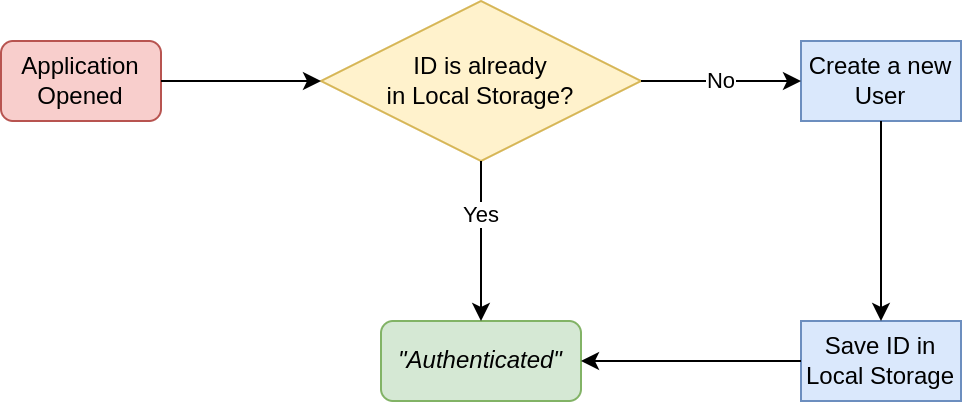 Application
Opened
ID is already
in Local Storage?
No
Create a new
User
Yes
"Authenticated"
Save ID in
Local Storage